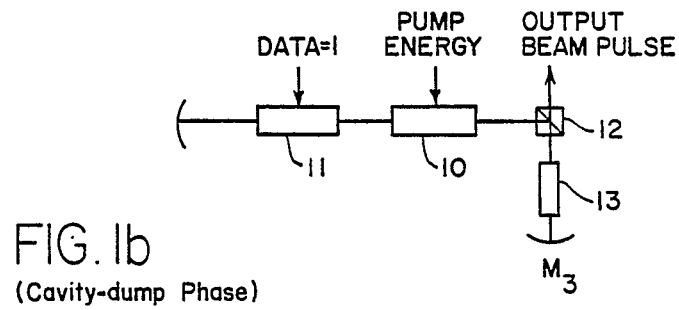 PUMP
ENERGY
OUTPUT
BEAM PULSE
DATA=1
11
10
12
13
M3
FIG. 1b
(Cavity-dump Phase)